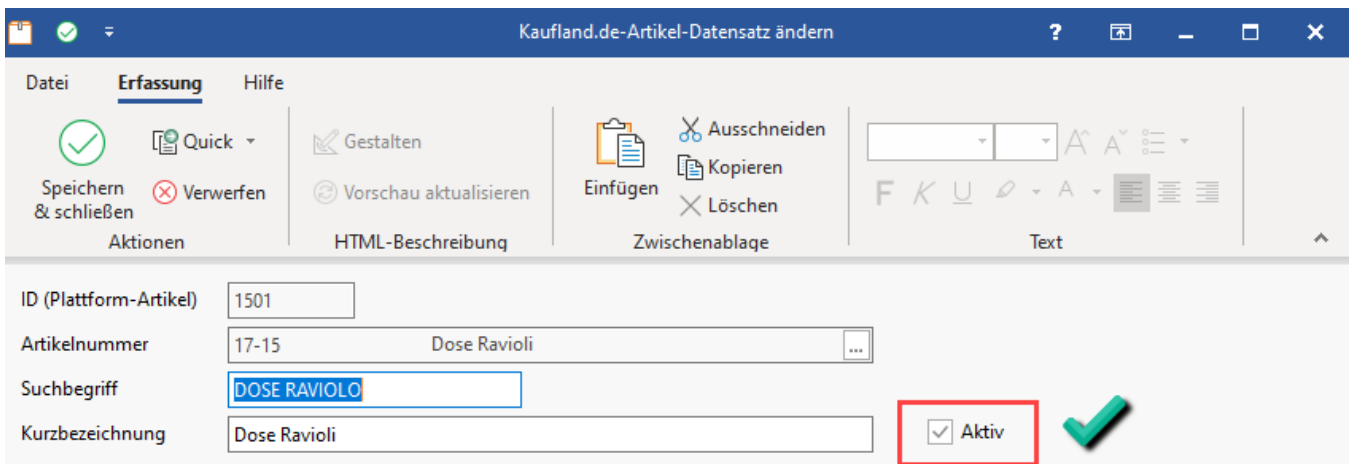 Kaufland.de-Artikel-Datensatz ändern
?
Datei Erfassung Hilfe
Speichern & schließen
Quick
Verwerfen
Aktionen
Gestalten
Vorschau aktualisieren
HTML-Beschreibung
Einfügen
Ausschneiden
Kopieren
Löschen
Zwischenablage
F K U A
Text
ID (Plattform-Artikel) 1501
Artikelnummer 17-15 Dose Ravioli ...
Suchbegriff DOSE RAVIOLO
Kurzbezeichnung Dose Ravioli Aktiv